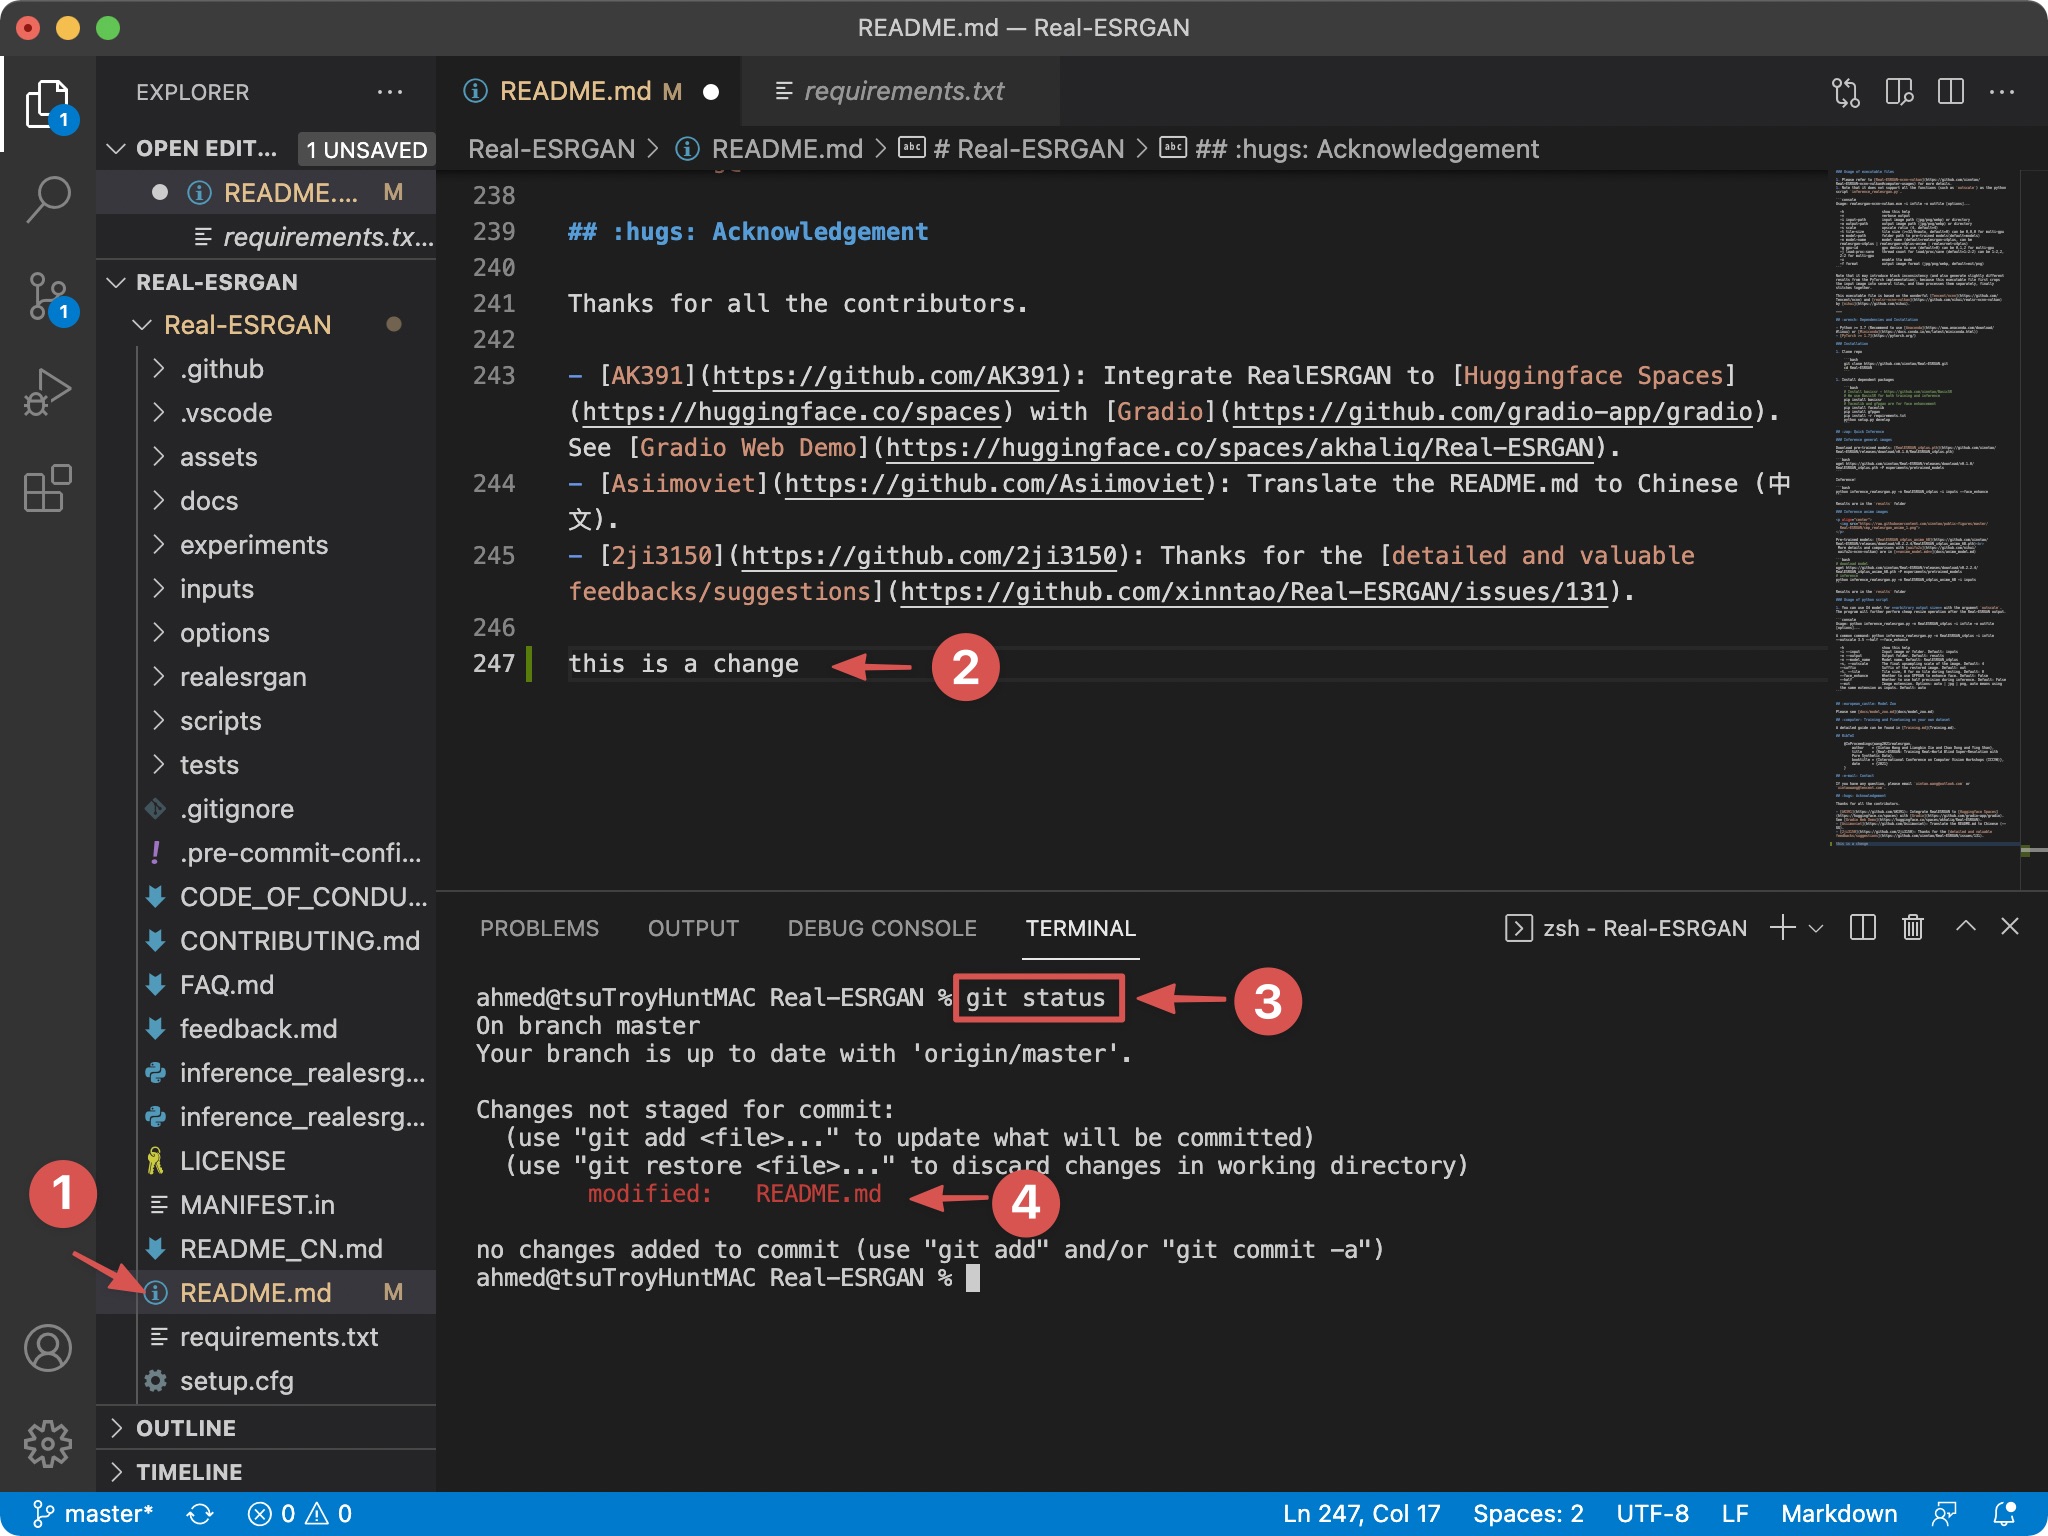 README.md — Real-ESRGAN
EXPLORER
README.md M
requirements.txt
OPEN EDIT... 1 UNSAVED
README.... M
requirements.tx...
REAL-ESRGAN
Real-ESRGAN
.github
.vscode
assets
docs
experiments
inputs
options
realesrgan
scripts
tests
.gitignore
.pre-commit-confi...
CODE_OF_CONDU...
CONTRIBUTING.md
FAQ.md
feedback.md
inference_realesrg...
inference_realesrg...
LICENSE
MANIFEST.in
README_CN.md
README.md M
requirements.txt
setup.cfg
OUTLINE
TIMELINE
1
1
1
Real-ESRGAN > README.md > # Real-ESRGAN > ## :hugs: Acknowledgement
238
239 ## :hugs: Acknowledgement
240
241 Thanks for all the contributors.
242
243 - [AK391](https://github.com/AK391): Integrate RealESRGAN to [Huggingface Spaces]
(https://huggingface.co/spaces) with [Gradio](https://github.com/gradio-app/gradio).
See [Gradio Web Demo](https://huggingface.co/spaces/akhaliq/Real-ESRGAN).
244 - [Asiimoviet](https://github.com/Asiimoviet): Translate the README.md to Chinese (中
文).
245 - [2ji3150](https://github.com/2ji3150): Thanks for the [detailed and valuable
feedbacks/suggestions](https://github.com/xinntao/Real-ESRGAN/issues/131).
246
247 this is a change
2
PROBLEMS OUTPUT DEBUG CONSOLE TERMINAL
zsh - Real-ESRGAN
ahmed@tsuTroyHuntMAC Real-ESRGAN % git status
3
On branch master
Your branch is up to date with 'origin/master'.
Changes not staged for commit:
(use "git add <file>..." to update what will be committed)
(use "git restore <file>..." to discard changes in working directory)
modified: README.md
4
no changes added to commit (use "git add" and/or "git commit -a")
ahmed@tsuTroyHuntMAC Real-ESRGAN %
master* 0 0
Ln 247, Col 17 Spaces: 2 UTF-8 LF Markdown